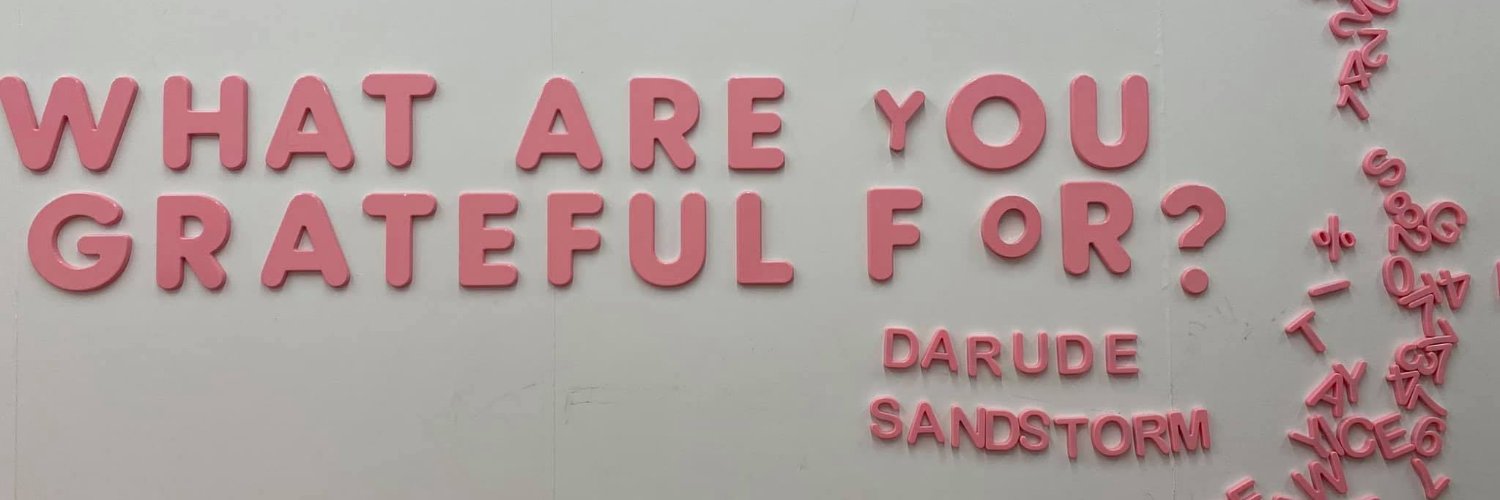 WHAT ARE YOU
GRATEFUL FOR?
DARUDE
SANDSTORM